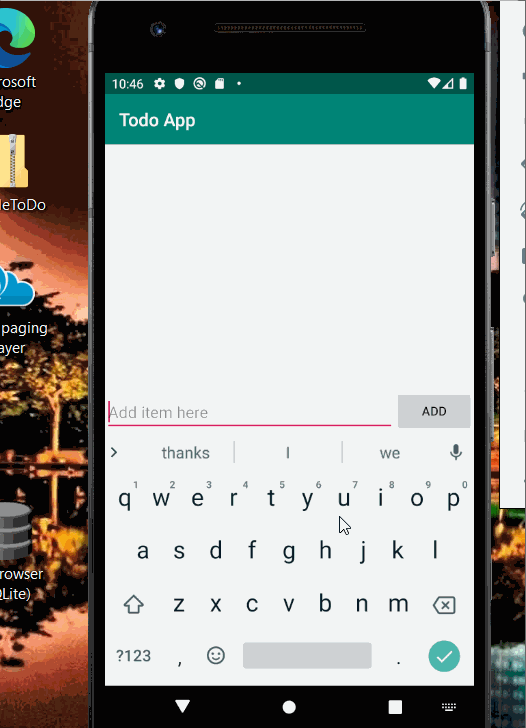 rosoft
dge
leToDo
paging
ayer
rowser
QLite)
10:46
Todo App
Add item here
ADD
thanks I we
1 2 3 4 5 6 7 8 9 0
q w e r t y u i o p
a s d f g h j k l
z x c v b n m
?123 , .